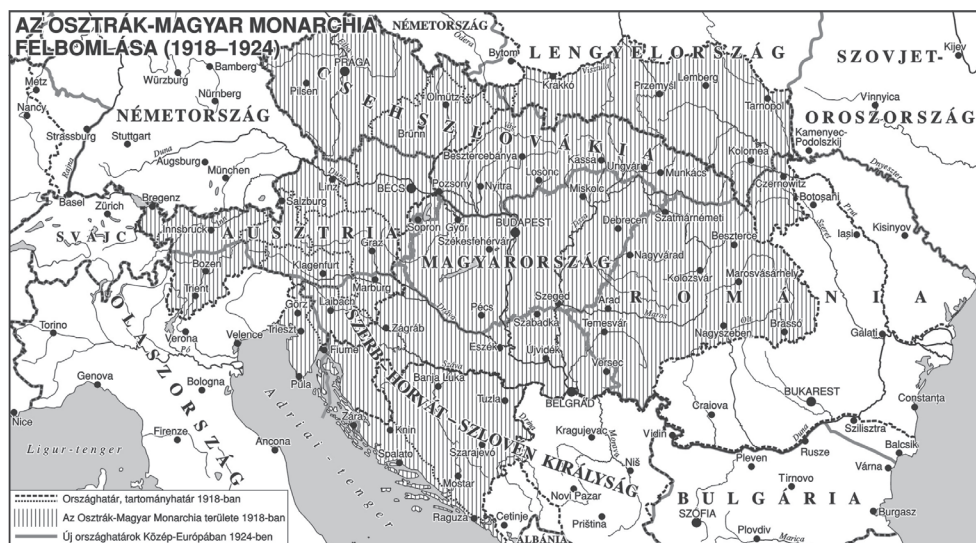 AZ OSZTRÁK-MAGYAR MONARCHIA
FELBOMLÁSA (1918–1924)
NÉMETORSZÁG
Odera
Bytom
LENGYELORSZÁG
SZOVJET-
OROSZORSZÁG
Kijev
Metz
Nancy
Würzburg
Bamberg
Nürnberg
NÉMETORSZÁG
Strassburg
Stuttgart
Rajna
Duna
Augsburg
München
PRÁGA
Pilsen
CSEHSZLOVÁKIA
Olmütz
Brünn
Visztula
Krakkó
Przemyśl
Lemberg
Tarnopol
Vinnyica
Kamenyec-
Podolszkij
Dnyeszter
Besztercebánya
Kassa
Ungvár
Munkács
Kolomea
Czernowitz
Botoşani
Losonc
Miskolc
Nyitra
Pozsony
BÉCS
Linz
Duna
Salzburg
Basel
Zürich
Bregenz
SVÁJC
Innsbruck
Inn
AUSZTRIA
Graz
Klagenfurt
Marburg
Bozen
Trient
Sopron
Győr
BUDAPEST
Székesfehérvár
MAGYARORSZÁG
Tisza
Debrecen
Szatmárnémeti
Nagyvárad
Beszterce
Kolozsvár
Marosvásárhely
Szeret
Prut
Iasi
Kisinyov
ROMÁNIA
Pécs
Szeged
Arad
Maros
Temesvár
Nagyszeben
Olt
Brassó
Galaţi
Dráva
Szabadka
Eszék
Újvidék
Versec
OLASZORSZÁG
Torino
Verona
Velence
Pó
Görz
Trieszt
Laibach
Fiume
Zágráb
Száva
Pula
Genova
Bologna
Nice
Firenze
Ancona
Ligur-tenger
Adriai-tenger
SZERB–HORVÁT–SZLOVÉN KIRÁLYSÁG
Banja Luka
Tuzla
BELGRÁD
Zára
Knin
Spalato
Szarajevó
Mostar
Raguza
Drina
Kragujevac
Morava
Niš
Novi Pazar
Priština
Cetinje
ALBÁNIA
Vidin
Craiova
BUKAREST
Constanţa
Szilisztra
Balcsik
Duna
Rusze
Pleven
Várna
Tirnovo
BULGÁRIA
SZÓFIA
Burgasz
Plovdiv
Marica
Országhatár, tartományhatár 1918-ban
Az Osztrák-Magyar Monarchia területe 1918-ban
Új országhatárok Közép-Európában 1924-ben